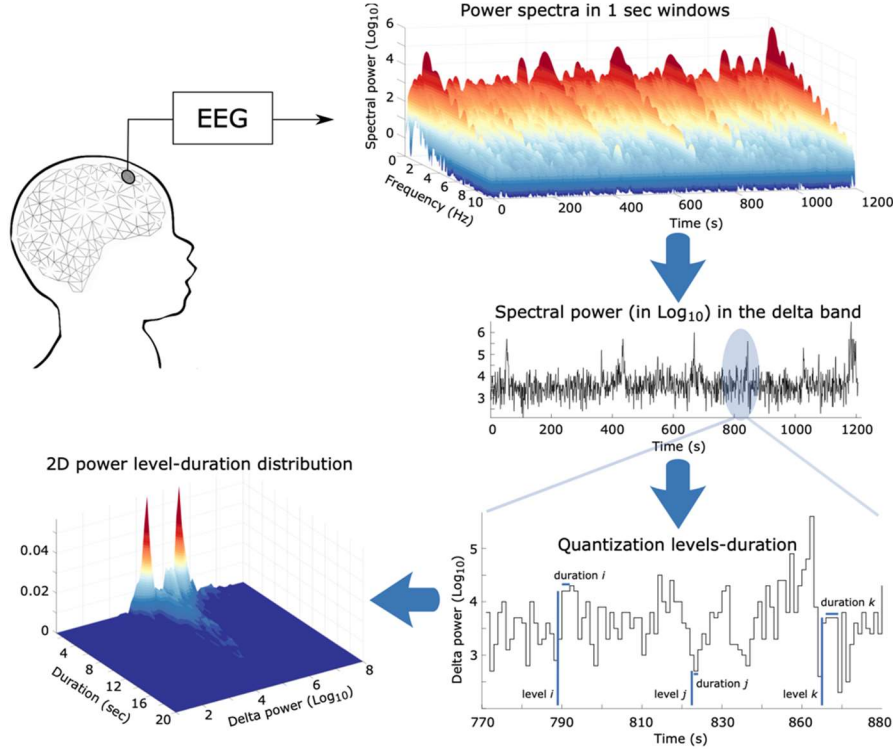 Power spectra in 1 sec windows
6
4
2
0
0
Spectral power (Log10)
0
2
4
6
8
10
Frequency (Hz)
0
200
400
600
800
1000
1200
Time (s)
EEG
Spectral power (in Log10) in the delta band
6
5
4
3
0
200
400
600
800
1000
1200
Time (s)
2D power level-duration distribution
0.04
0.02
0
4
8
12
16
20
Duration (sec)
2
4
6
8
Delta power (Log10)
Quantization levels-duration
5
4
3
Delta power (Log10)
duration i
duration k
duration j
level i
level j
level k
770
790
810
830
860
880
Time (s)